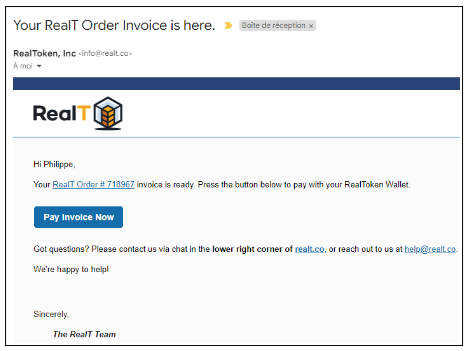 Your RealT Order Invoice is here.
Boîte de réception ×
RealToken, Inc <info@realt.co>
À moi
RealT
Hi Philippe,
Your RealT Order # 718967 invoice is ready. Press the button below to pay with your RealToken Wallet.
Pay Invoice Now
Got questions? Please contact us via chat in the lower right corner of realt.co, or reach out to us at help@realt.co.
We're happy to help!
Sincerely,
The RealT Team